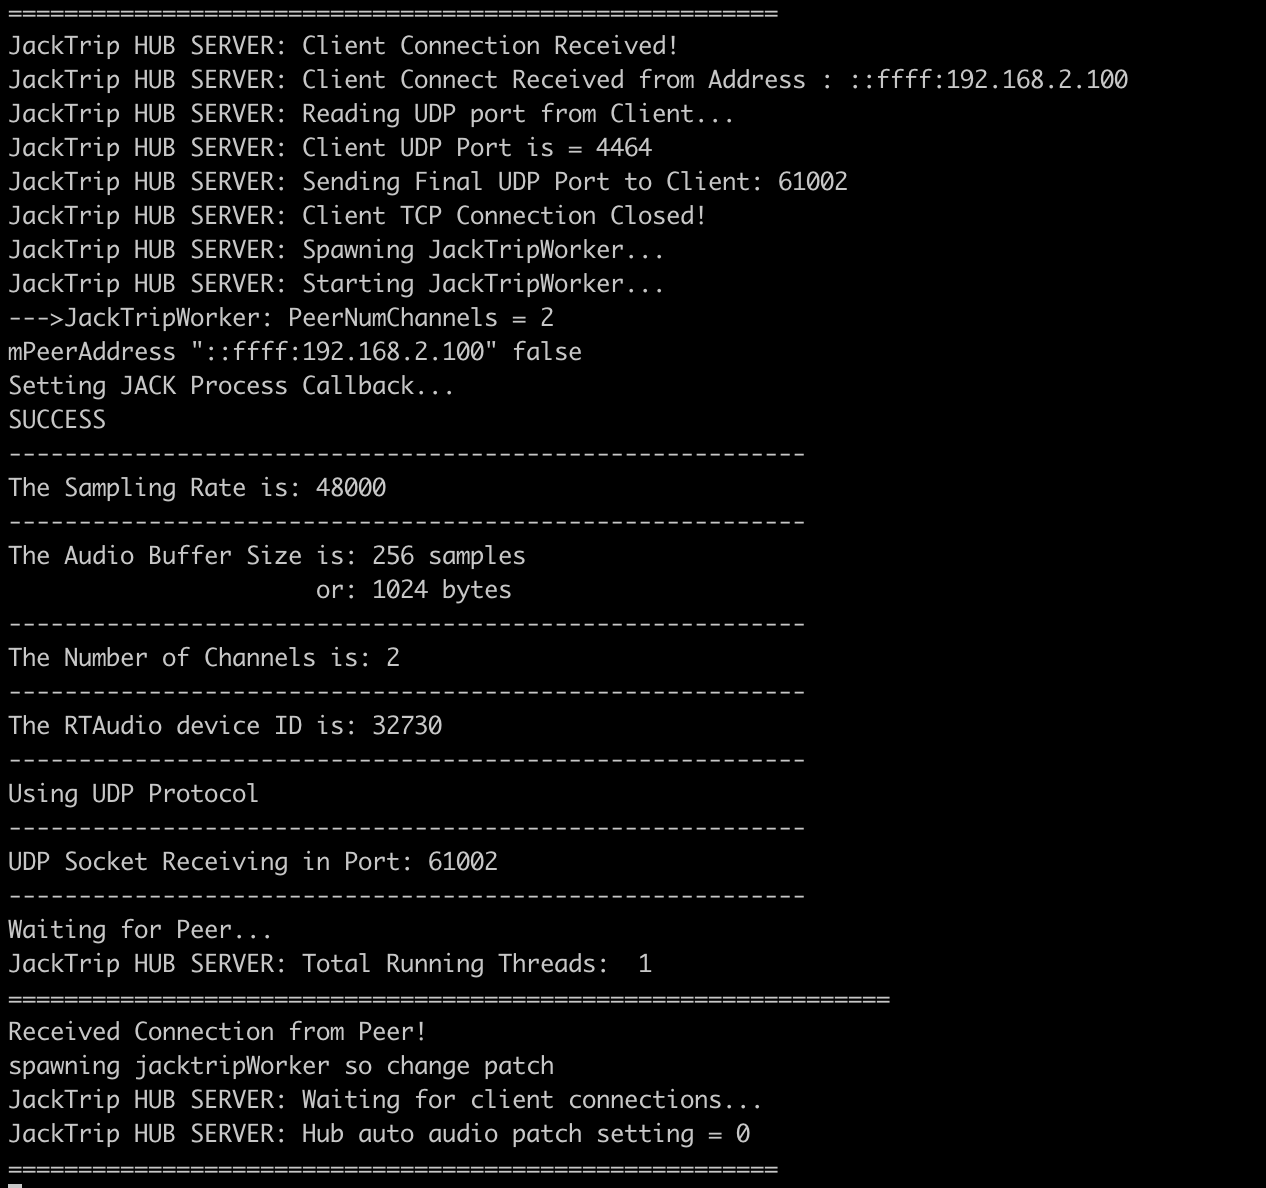 =======================================================
JackTrip HUB SERVER: Client Connection Received!
JackTrip HUB SERVER: Client Connect Received from Address : ::ffff:192.168.2.100
JackTrip HUB SERVER: Reading UDP port from Client...
JackTrip HUB SERVER: Client UDP Port is = 4464
JackTrip HUB SERVER: Sending Final UDP Port to Client: 61002
JackTrip HUB SERVER: Client TCP Connection Closed!
JackTrip HUB SERVER: Spawning JackTripWorker...
JackTrip HUB SERVER: Starting JackTripWorker...
--->JackTripWorker: PeerNumChannels = 2
mPeerAddress "::ffff:192.168.2.100" false
Setting JACK Process Callback...
SUCCESS
---------------------------------------------------------
The Sampling Rate is: 48000
---------------------------------------------------------
The Audio Buffer Size is: 256 samples
                      or: 1024 bytes
---------------------------------------------------------
The Number of Channels is: 2
---------------------------------------------------------
The RTAudio device ID is: 32730
---------------------------------------------------------
Using UDP Protocol
---------------------------------------------------------
UDP Socket Receiving in Port: 61002
---------------------------------------------------------
Waiting for Peer...
JackTrip HUB SERVER: Total Running Threads:  1
===============================================================
Received Connection from Peer!
spawning jacktripWorker so change patch
JackTrip HUB SERVER: Waiting for client connections...
JackTrip HUB SERVER: Hub auto audio patch setting = 0
=======================================================